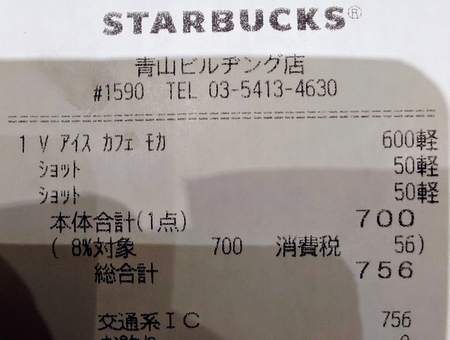 STARBUCKS®
青山ビルヂング店
#1590 TEL 03-5413-4630
1 V アイス カフェ モカ 600軽
ショット 50軽
ショット 50軽
本体合計(1点) 700
( 8%対象 700 消費税 56)
総合計 756
交通系IC 756